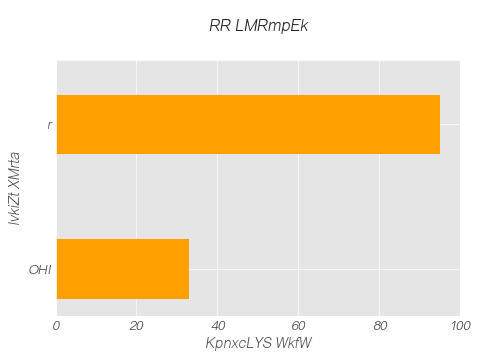 RR LMRmpEk
IvkiZt XMrta
r
OHI
0 20 40 60 80 100
KpnxcLYS WkfW